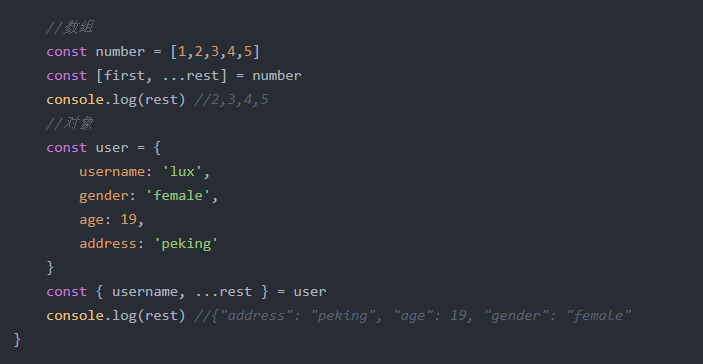 //数组
const number = [1,2,3,4,5]
const [first, ...rest] = number
console.log(rest) //2,3,4,5
//对象
const user = {
username: 'lux',
gender: 'female',
age: 19,
address: 'peking'
}
const { username, ...rest } = user
console.log(rest) //{"address": "peking", "age": 19, "gender": "female"
}